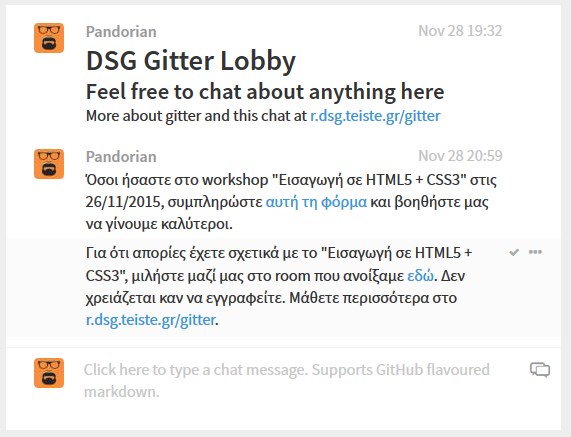 Pandorian Nov 28 19:32
DSG Gitter Lobby
Feel free to chat about anything here
More about gitter and this chat at r.dsg.teiste.gr/gitter
Pandorian Nov 28 20:59
Όσοι ήσαστε στο workshop "Εισαγωγή σε HTML5 + CSS3" στις
26/11/2015, συμπληρώστε αυτή τη φόρμα και βοηθήστε μας
να γίνουμε καλύτεροι.
Για ότι απορίες έχετε σχετικά με το "Εισαγωγή σε HTML5 +
CSS3", μιλήστε μαζί μας στο room που ανοίξαμε εδώ. Δεν
χρειάζεται καν να εγγραφείτε. Μάθετε περισσότερα στο
r.dsg.teiste.gr/gitter.
Click here to type a chat message. Supports GitHub flavoured
markdown.